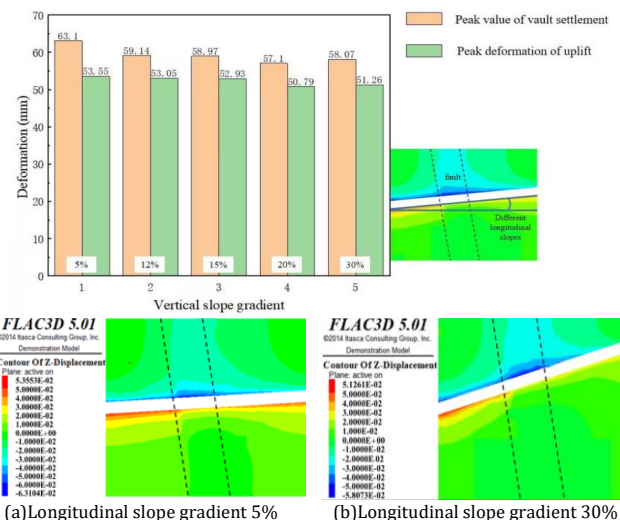 Peak value of vault settlement
Peak deformation of uplift
Deformation (mm)
70
60
50
40
30
20
10
0
63.1
53.55
59.14
53.05
58.97
52.93
57.1
50.79
58.07
51.26
5%
12%
15%
20%
30%
1
2
3
4
5
Vertical slope gradient
fault
Different
longitudinal
slopes
FLAC3D 5.01
©2014 Itasca Consulting Group, Inc.
Demonstration Model
Contour Of Z-Displacement
Plane: active on
5.3553E-02
5.0000E-02
4.0000E-02
3.0000E-02
2.0000E-02
1.0000E-02
0.0000E+00
-1.0000E-02
-2.0000E-02
-3.0000E-02
-4.0000E-02
-5.0000E-02
-6.0000E-02
-6.3104E-02
(a)Longitudinal slope gradient 5%
FLAC3D 5.01
©2014 Itasca Consulting Group, Inc.
Demonstration Model
Contour Of Z-Displacement
Plane: active on
5.1261E-02
5.0000E-02
4.0000E-02
3.0000E-02
2.0000E-02
1.000E-02
0.0000E+00
-1.0000E-02
-2.0000E-02
-3.0000E-02
-4.0000E-02
-5.0000E-02
-5.8073E-02
(b)Longitudinal slope gradient 30%